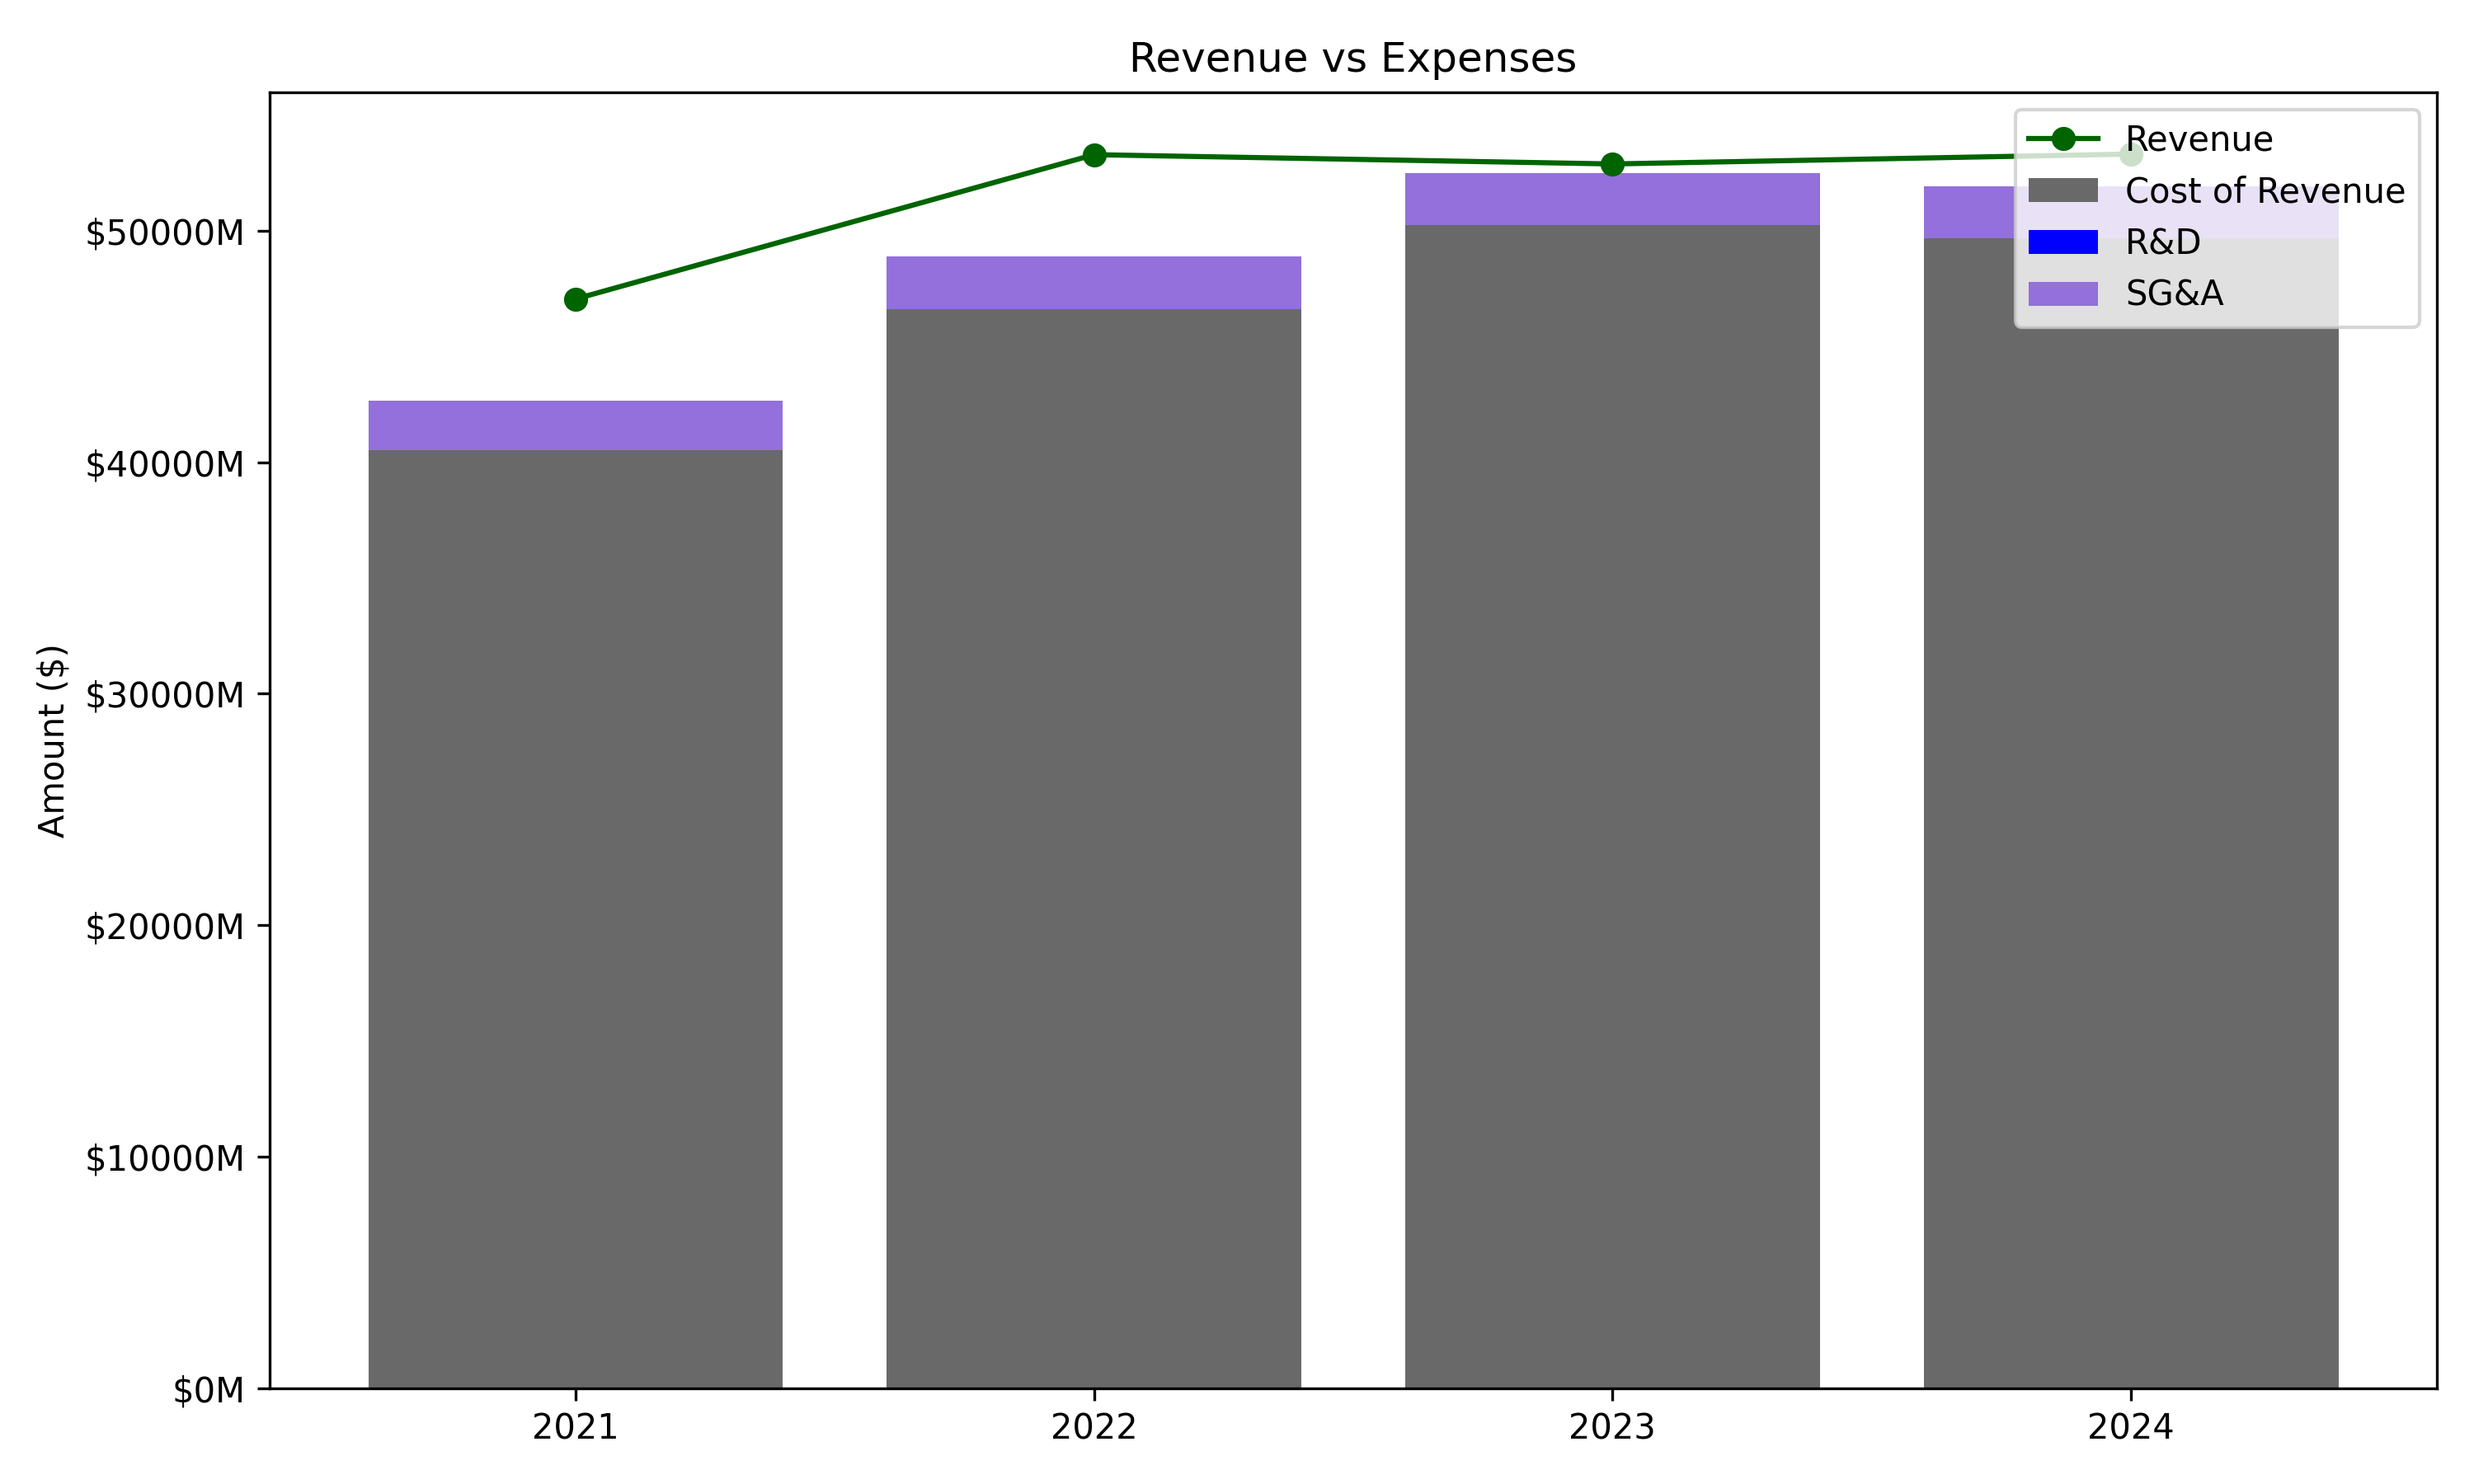 Revenue vs Expenses
Revenue
Cost of Revenue
R&D
SG&A
Amount ($)
$50000M
$40000M
$30000M
$20000M
$10000M
$0M
2021
2022
2023
2024